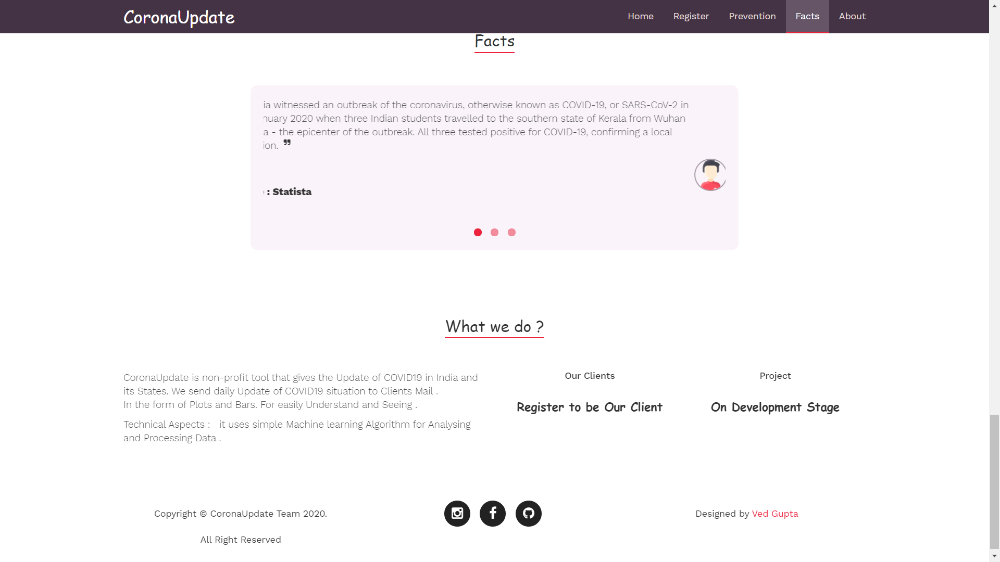 CoronaUpdate
Home
Register
Prevention
Facts
About
Facts
witnessed an outbreak of the coronavirus, otherwise known as COVID-19, or SARS-CoV-2 in
2020 when three Indian students travelled to the southern state of Kerala from Wuhan
- the epicenter of the outbreak. All three tested positive for COVID-19, confirming a local
”
: Statista
What we do ?
CoronaUpdate is non-profit tool that gives the Update of COVID19 in India and
its States. We send daily Update of COVID19 situation to Clients Mail .
In the form of Plots and Bars. For easily Understand and Seeing .
Technical Aspects : it uses simple Machine learning Algorithm for Analysing
and Processing Data .
Our Clients
Register to be Our Client
Project
On Development Stage
Copyright © CoronaUpdate Team 2020.
All Right Reserved
Designed by Ved Gupta